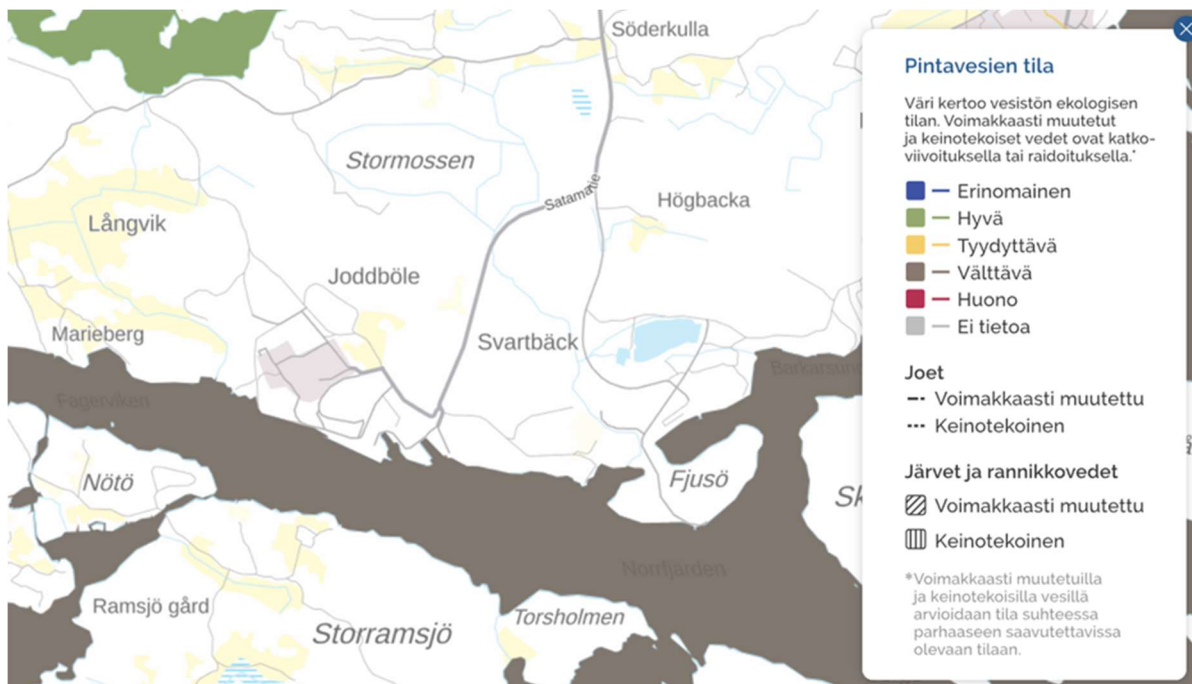 Söderkulla
Stormossen
Satamatie
Högbacka
Långvik
Joddböle
Marieberg
Svartbäck
Barkarsund
Fagerviken
Nötö
Fjusö
Sk
Norrfjärden
Ramsjö gård
Storramsjö
Torsholmen
Pintavesien tila
Väri kertoo vesistön ekologisen
tilan. Voimakkaasti muutetut
ja keinotekoiset vedet ovat katko-
viivoituksella tai raidoituksella.*
Erinomainen
Hyvä
Tyydyttävä
Välttävä
Huono
Ei tietoa
Joet
Voimakkaasti muutettu
Keinotekoinen
Järvet ja rannikkovedet
Voimakkaasti muutettu
Keinotekoinen
*Voimakkaasti muutetuilla
ja keinotekoisilla vesillä
arvioidaan tila suhteessa
parhaaseen saavutettavissa
olevaan tilaan.